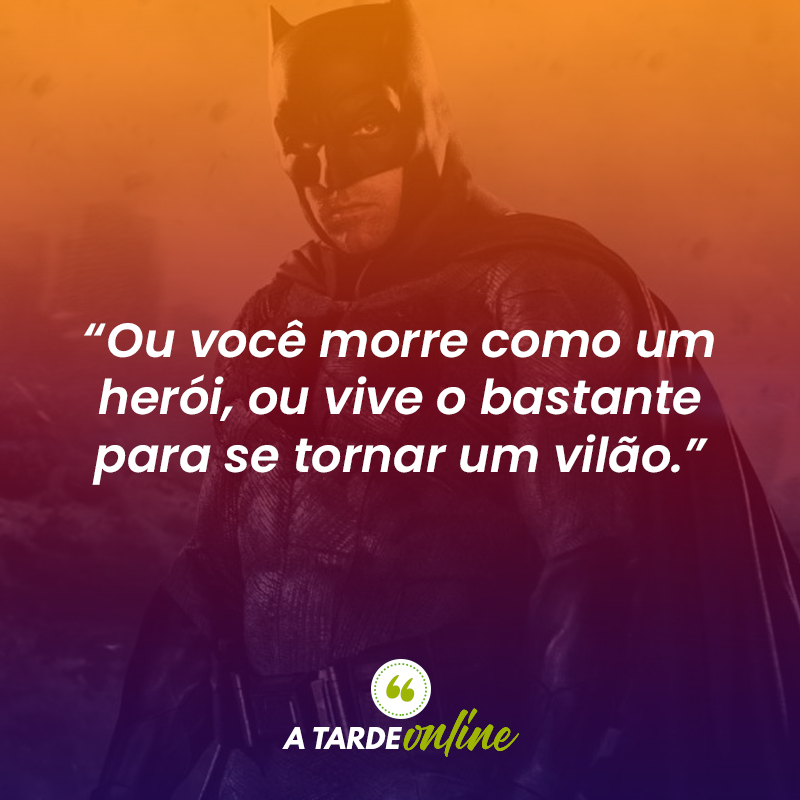 “Ou você morre como um
herói, ou vive o bastante
para se tornar um vilão.”
A TARDE online